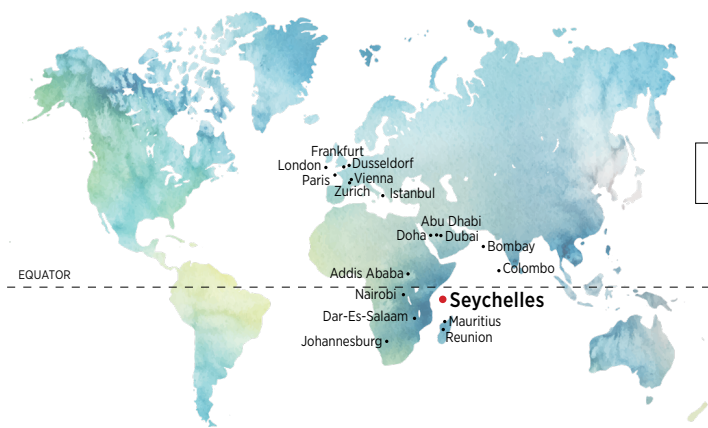 Frankfurt
London
Dusseldorf
Paris
Vienna
Zurich
Istanbul
Abu Dhabi
Doha
Dubai
Bombay
Addis Ababa
Colombo
EQUATOR
Nairobi
Seychelles
Dar-Es-Salaam
Mauritius
Reunion
Johannesburg